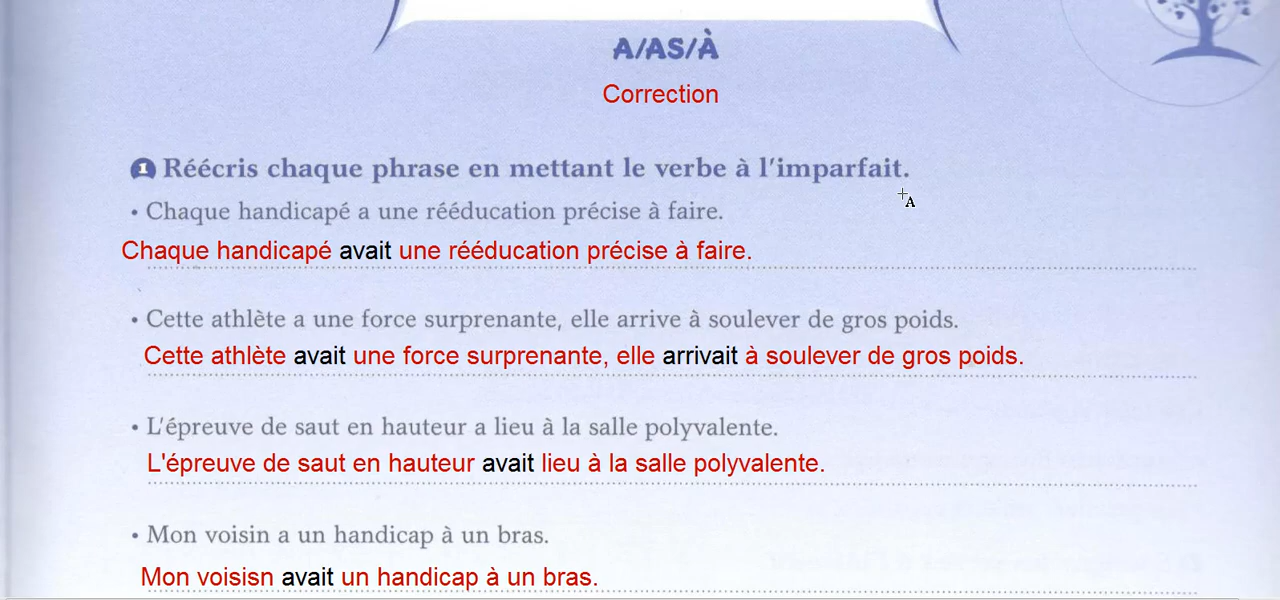 A/AS/À
Correction
1 Réécris chaque phrase en mettant le verbe à l'imparfait.
• Chaque handicapé a une rééducation précise à faire.
Chaque handicapé avait une rééducation précise à faire.
• Cette athlète a une force surprenante, elle arrive à soulever de gros poids.
Cette athlète avait une force surprenante, elle arrivait à soulever de gros poids.
• L'épreuve de saut en hauteur a lieu à la salle polyvalente.
L'épreuve de saut en hauteur avait lieu à la salle polyvalente.
• Mon voisin a un handicap à un bras.
Mon voisisn avait un handicap à un bras.